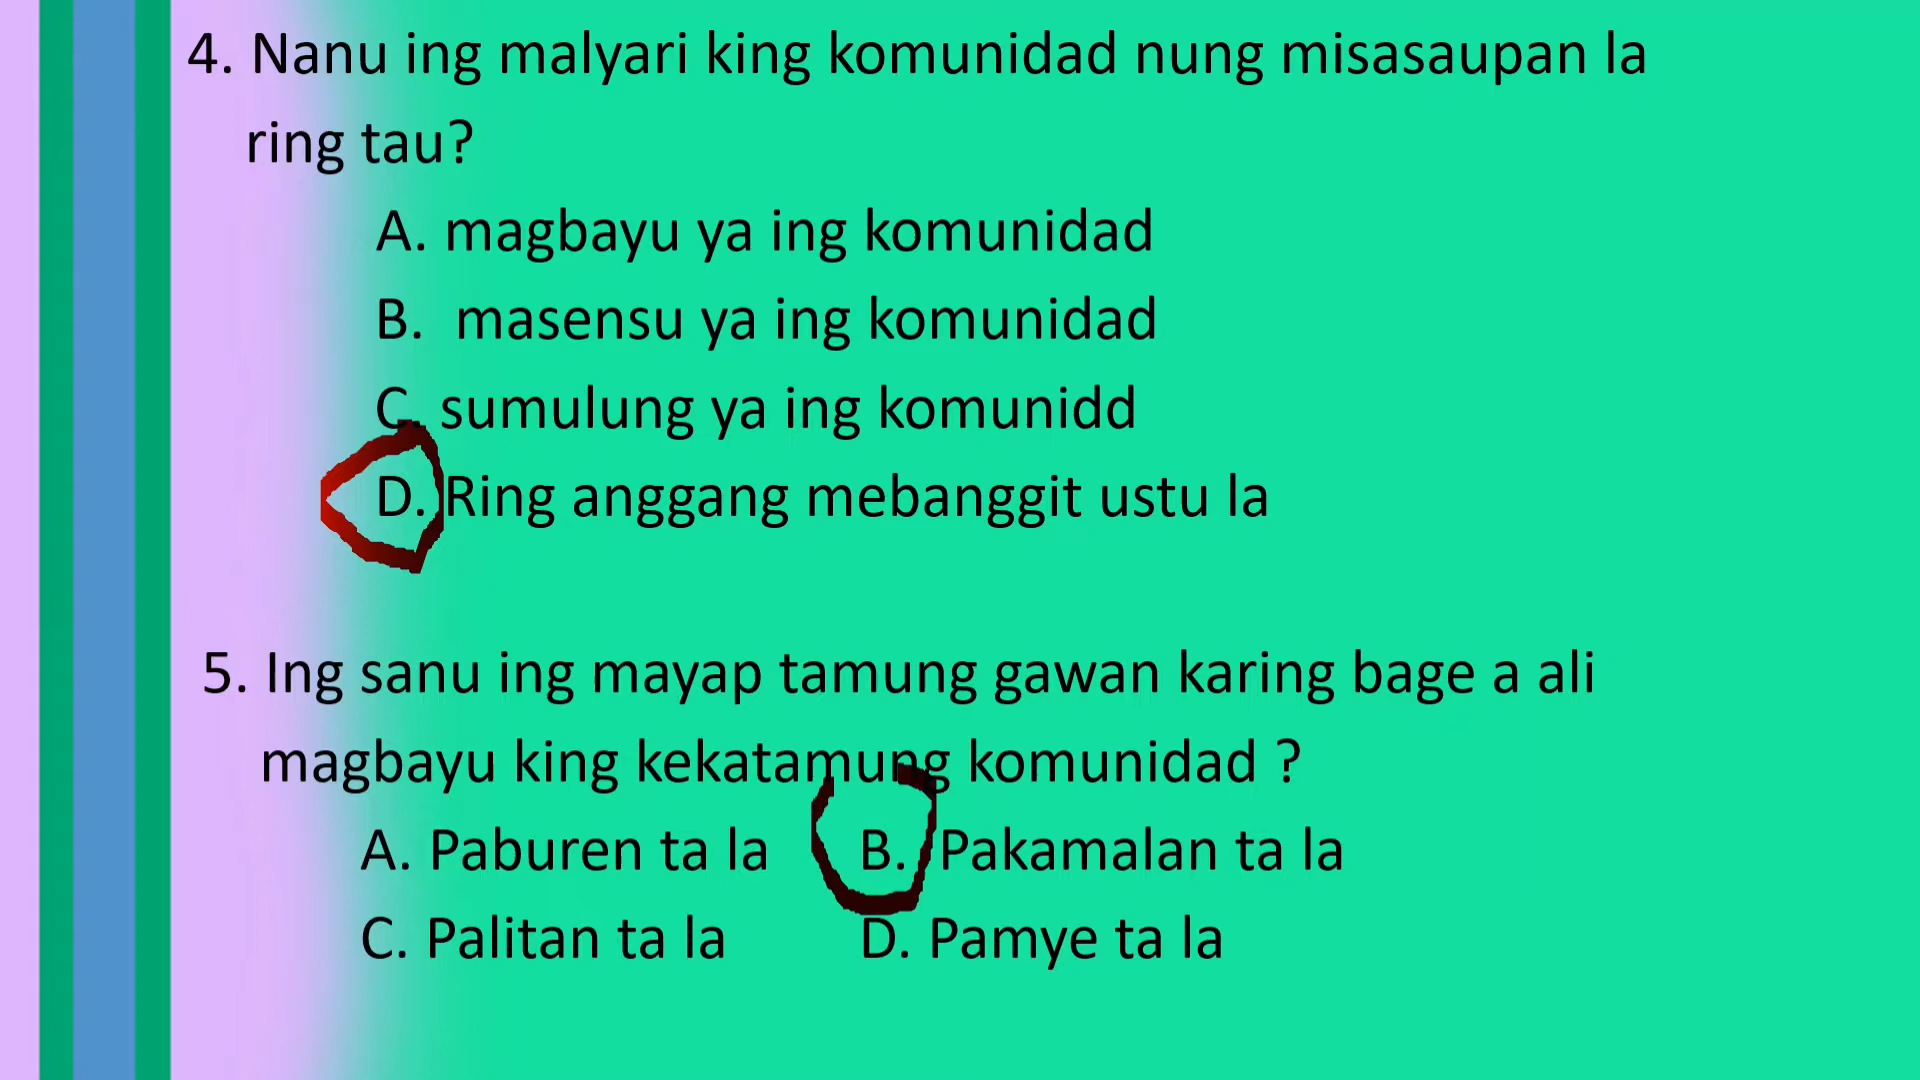 4. Nanu ing malyari king komunidad nung misasaupan la
ring tau?
A. magbayu ya ing komunidad
B. masensu ya ing komunidad
C. sumulung ya ing komunidd
D. Ring anggang mebanggit ustu la
5. Ing sanu ing mayap tamung gawan karing bage a ali
magbayu king kekatamung komunidad ?
A. Paburen ta la B. Pakamalan ta la
C. Palitan ta la D. Pamye ta la